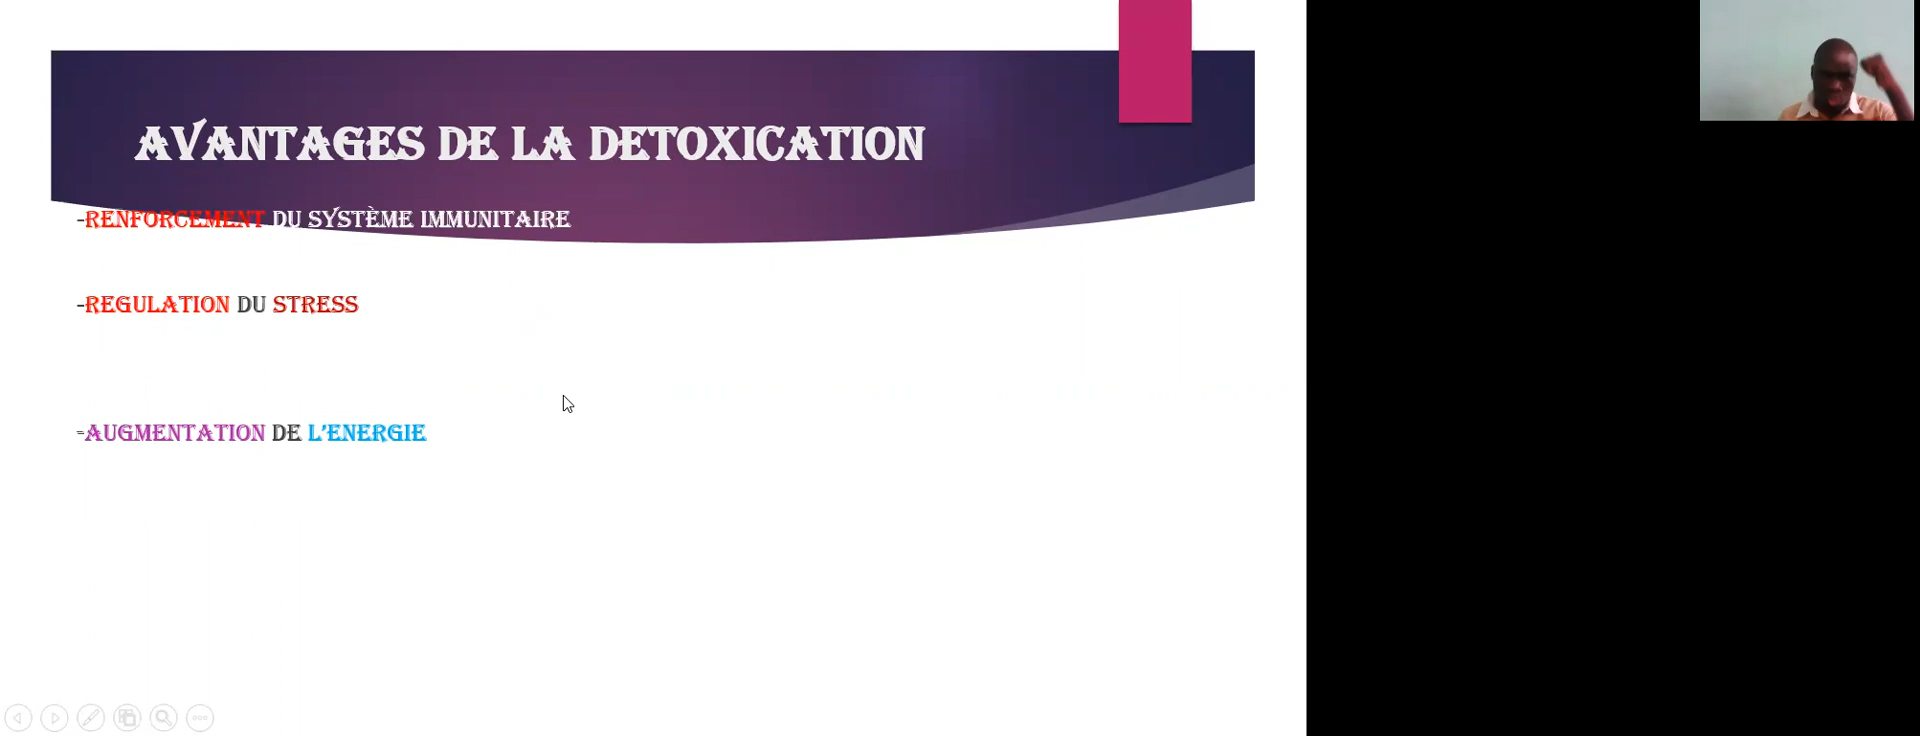 AVANTAGES DE LA DETOXICATION
-RENFORCEMENT DU SYSTÈME IMMUNITAIRE
-REGULATION DU STRESS
-AUGMENTATION DE L’ENERGIE